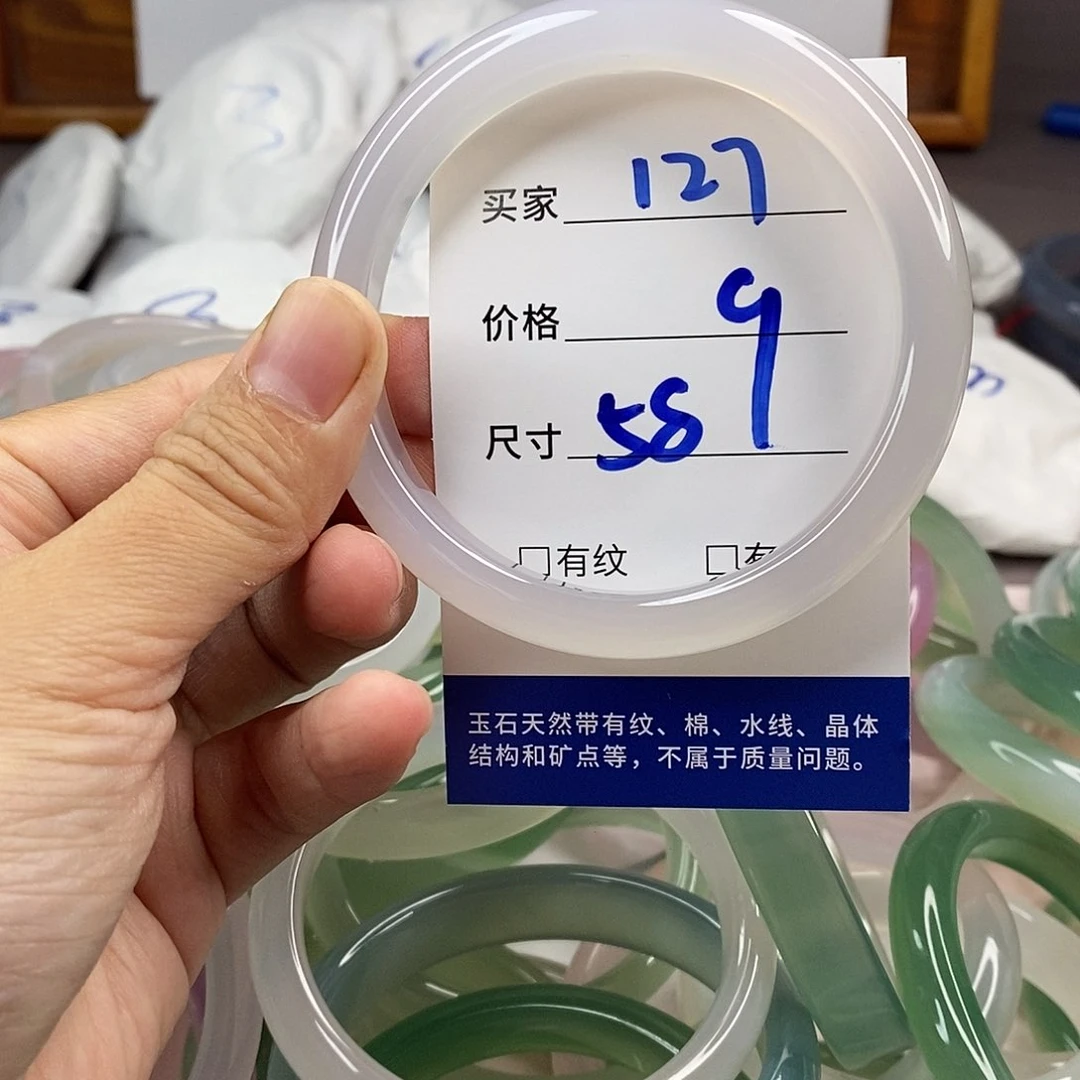 买家 127
价格 9
尺寸 58
□有纹 □有
玉石天然带有纹、棉、水线、晶体
结构和矿点等，不属于质量问题。